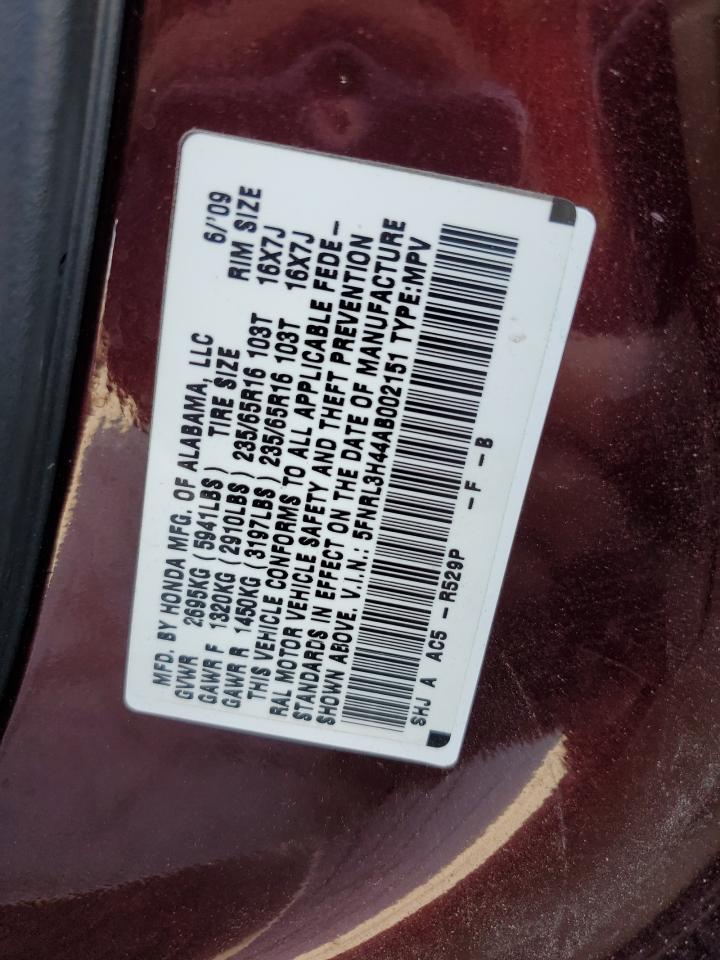 MFD. BY HONDA MFG. OF ALABAMA, LLC 6/'09
GVWR 2695KG (5941LBS) TIRE SIZE RIM SIZE
GAWR F 1320KG (2910LBS) 235/65R16 103T 16X7J
GAWR R 1450KG (3197LBS) 235/65R16 103T 16X7J
THIS VEHICLE CONFORMS TO ALL APPLICABLE FEDE-
RAL MOTOR VEHICLE SAFETY AND THEFT PREVENTION
STANDARDS IN EFFECT ON THE DATE OF MANUFACTURE
SHOWN ABOVE. V.I.N.: 5FNRL3H44AB002151 TYPE:MPV
SHJ A AC5 - R529P - F - B